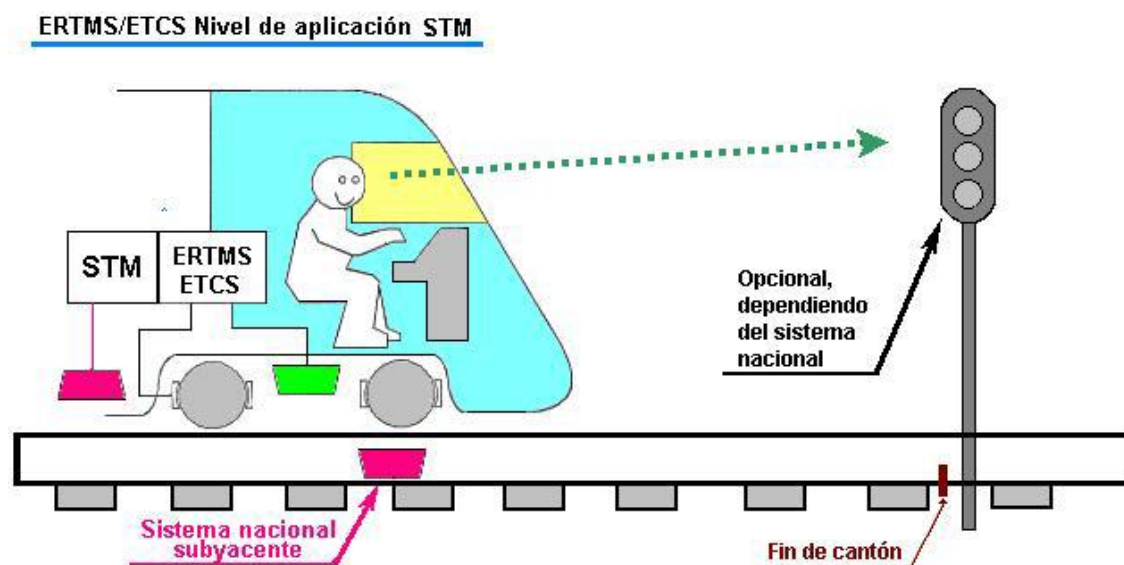 ERTMS/ETCS Nivel de aplicación STM
STM
ERTMS
ETCS
Opcional,
dependiendo
del sistema
nacional
Sistema nacional
subyacente
Fin de cantón